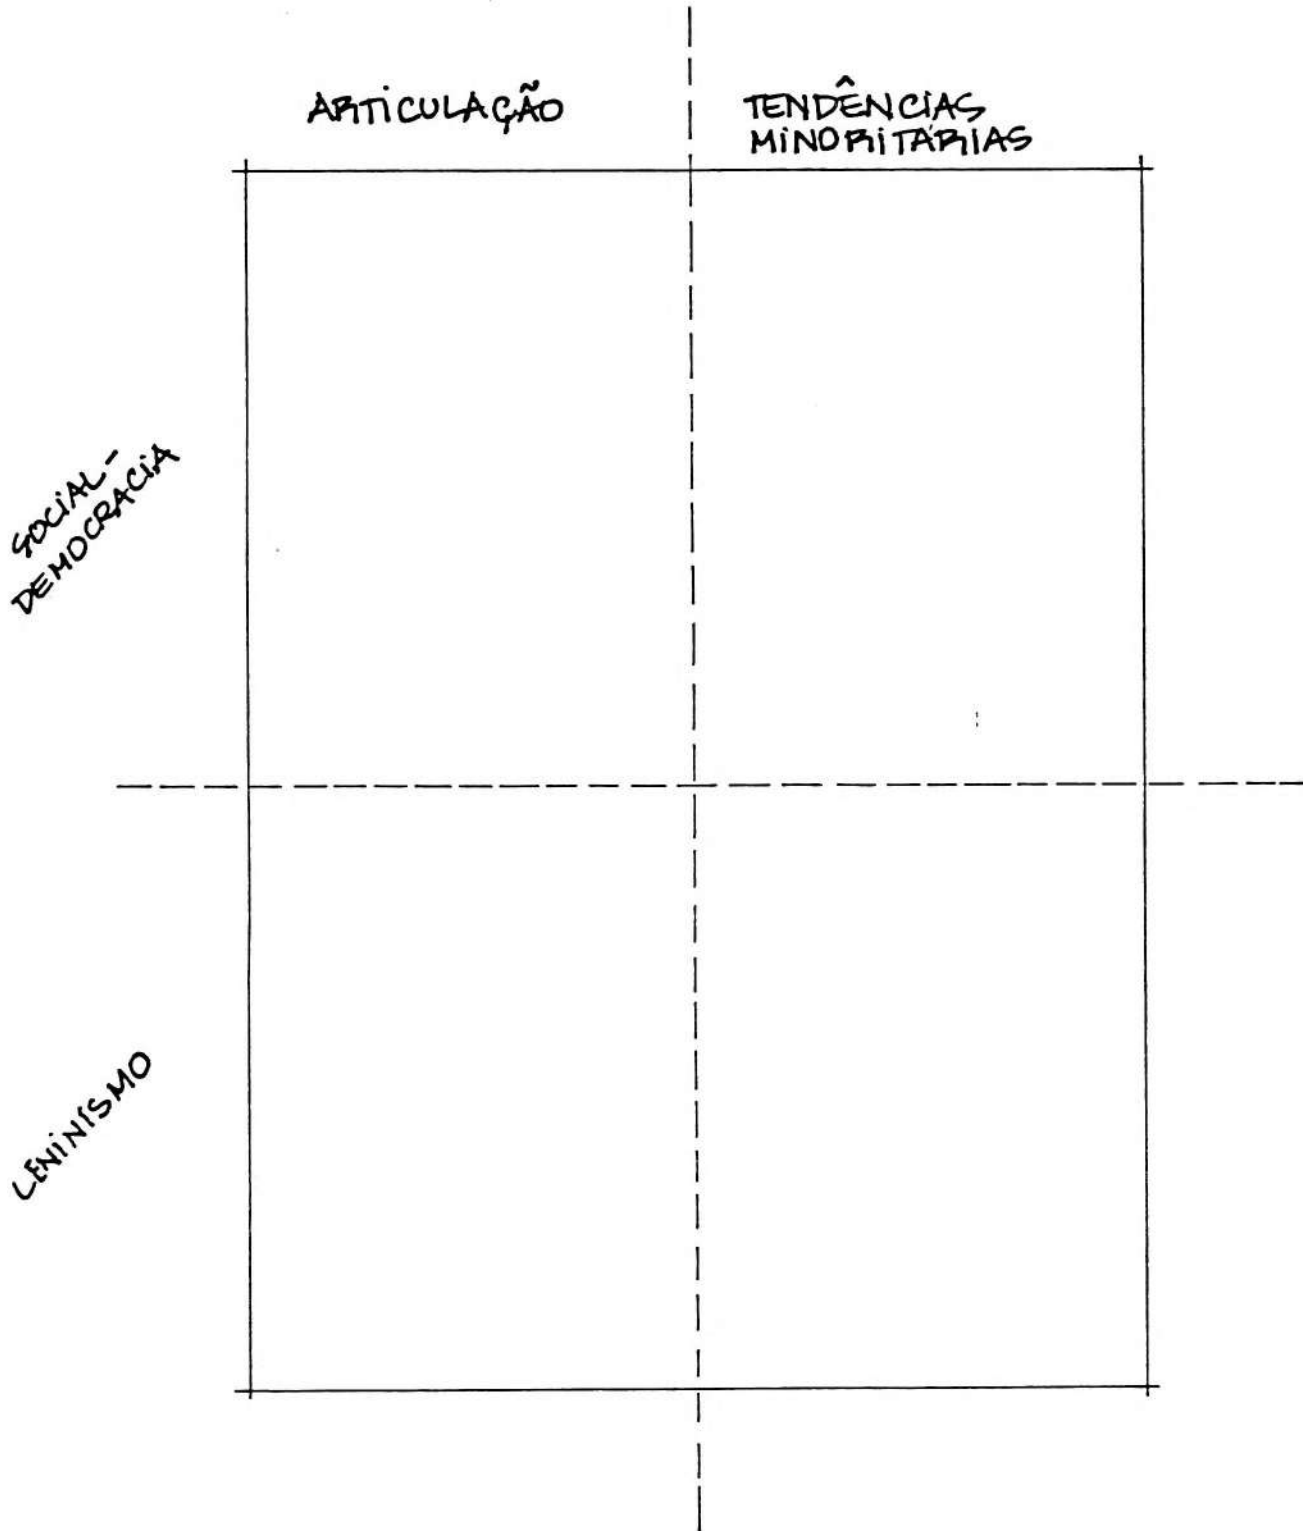 ARTICULAÇÃO
TENDÊNCIAS
MINORITÁRIAS
SOCIAL-
DEMOCRACIA
LENINISMO